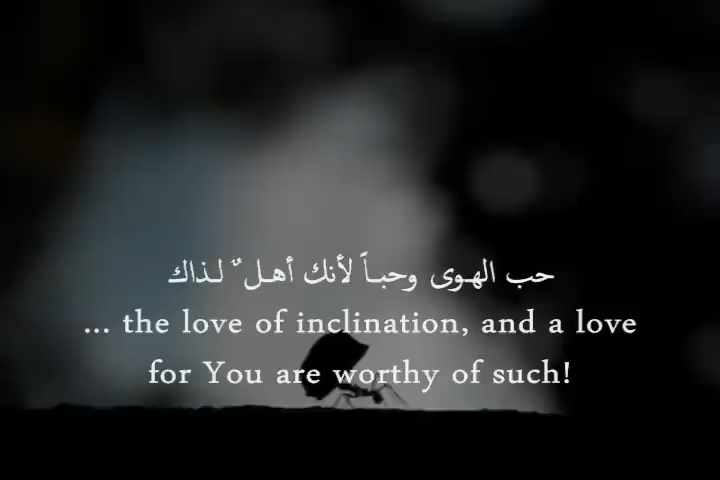 حب الهوى وحباً لأنك أهلٌ لذاك
... the love of inclination, and a love
for You are worthy of such!